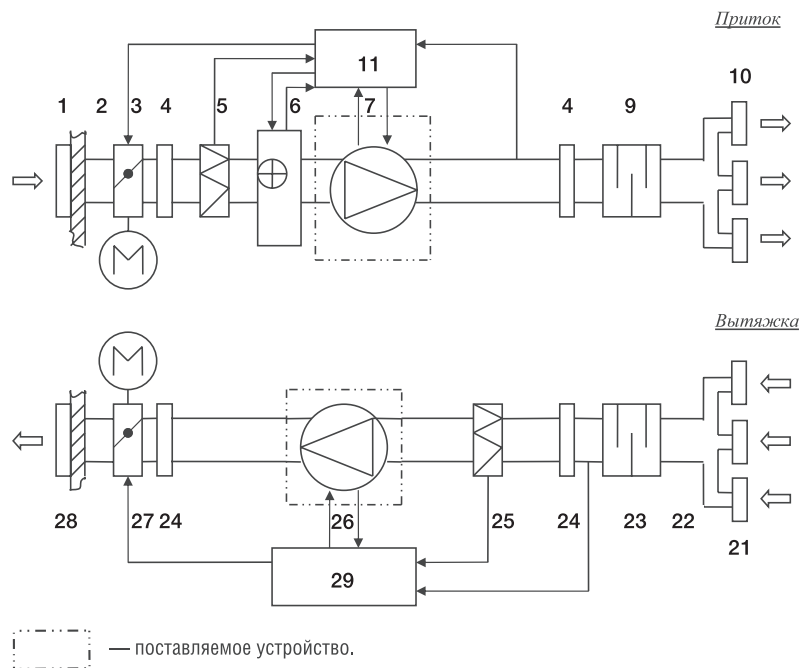 Приток
11
10
1 2 3 4 5 6 7 4 9
M
Вытяжка
M
28 27 24 26 25 24 23 22 21
29
— поставляемое устройство.